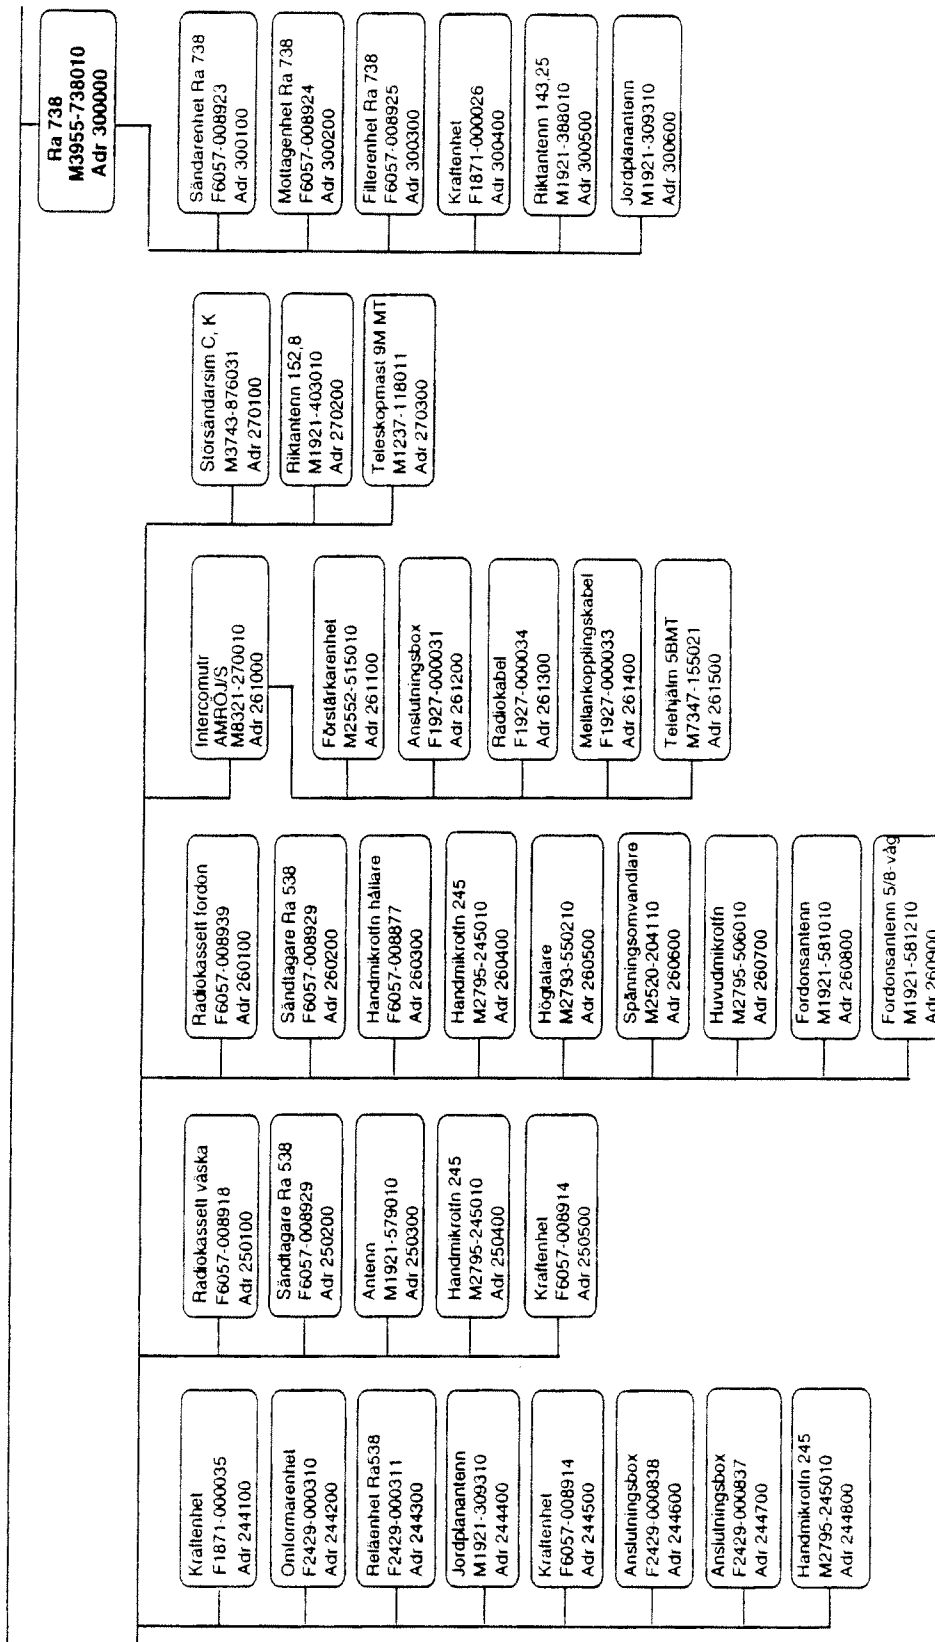 Ra 738
M3955-738010
Adr 300000
Sändarenhet Ra 738
F6057-008923
Adr 300100
Mottagenhet Ra 738
F6057-008924
Adr 300200
Filterenhet Ra 738
F6057-008925
Adr 300300
Kraftenhet
F1871-000026
Adr 300400
Riktantenn 143,25
M1921-388010
Adr 300500
Jordplanantenn
M1921-309310
Adr 300600
Störsändarsim C, K
M3743-876031
Adr 270100
Riktantenn 152,8
M1921-403010
Adr 270200
Teleskopmast 9M MT
M1237-118011
Adr 270300
Intercomutr
AMRÖJ/S
M8321-270010
Adr 261000
Förstärkarenhet
M2552-515010
Adr 261100
Anslutningsbox
F1927-000031
Adr 261200
Radiokabel
F1927-000034
Adr 261300
Mellankopplingskabel
F1927-000033
Adr 261400
Telehjälm 5BMT
M7347-155021
Adr 261500
Radiokassett fordon
F6057-008939
Adr 260100
Sändtagare Ra 538
F6057-008929
Adr 260200
Handmikrotfn hållare
F6057-008877
Adr 260300
Handmikrotfn 245
M2795-245010
Adr 260400
Högtalare
M2793-550210
Adr 260500
Spänningsomvandlare
M2520-204110
Adr 260600
Huvudmikrotfn
M2795-506010
Adr 260700
Fordonsantenn
M1921-581010
Adr 260800
Fordonsantenn 5/8-våg
M1921-581210
Adr 260900
Radiokassett väska
F6057-008918
Adr 250100
Sändtagare Ra 538
F6057-008929
Adr 250200
Antenn
M1921-579010
Adr 250300
Handmikrotfn 245
M2795-245010
Adr 250400
Kraftenhet
F6057-008914
Adr 250500
Kraftenhet
F1871-000035
Adr 244100
Omformarenhet
F2429-000310
Adr 244200
Reläenhet Ra538
F2429-000311
Adr 244300
Jordplanantenn
M1921-309310
Adr 244400
Kraftenhet
F6057-008914
Adr 244500
Anslutningsbox
F2429-000838
Adr 244600
Anslutningsbox
F2429-000837
Adr 244700
Handmikrotfn 245
M2795-245010
Adr 244800